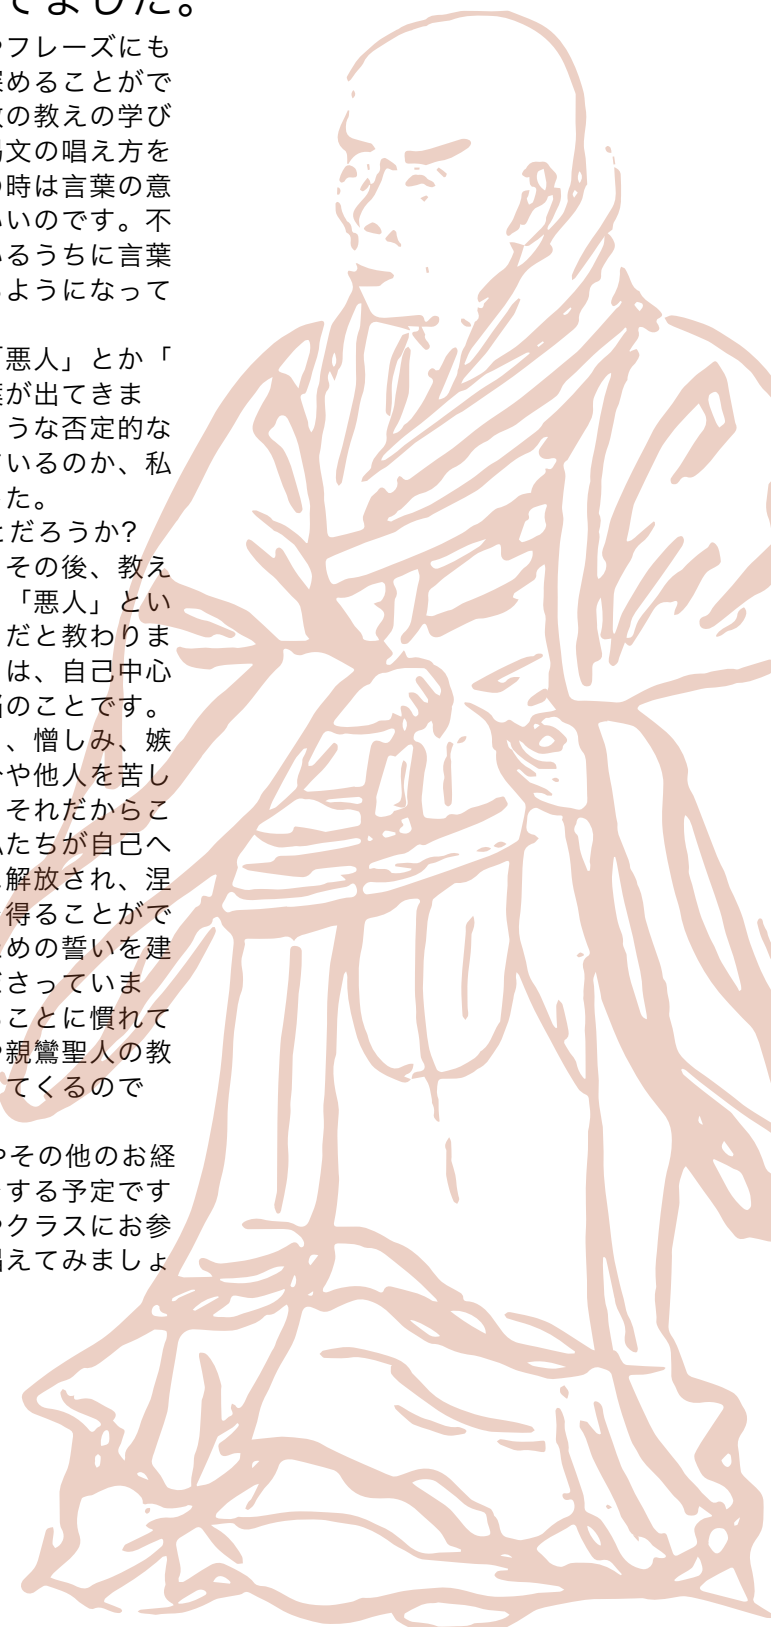 てました。
フレーズにも
めることがで
の教えの学び
文の唱え方を
時は言葉の意
いのです。不
るうちに言葉
ようになって
「悪人」とか「
が出てきま
うな否定的な
いるのか、私
た。
だろうか?
その後、教え
「悪人」とい
だと教わりま
は、自己中心
のことです。
、憎しみ、嫉
や他人を苦し
それだからこ
たちが自己へ
解放され、涅
得ることがで
めの誓いを建
さっていま
ことに慣れて
親鸞聖人の教
てくるので
やその他のお経
する予定です
クラスにお参
えてみましょ